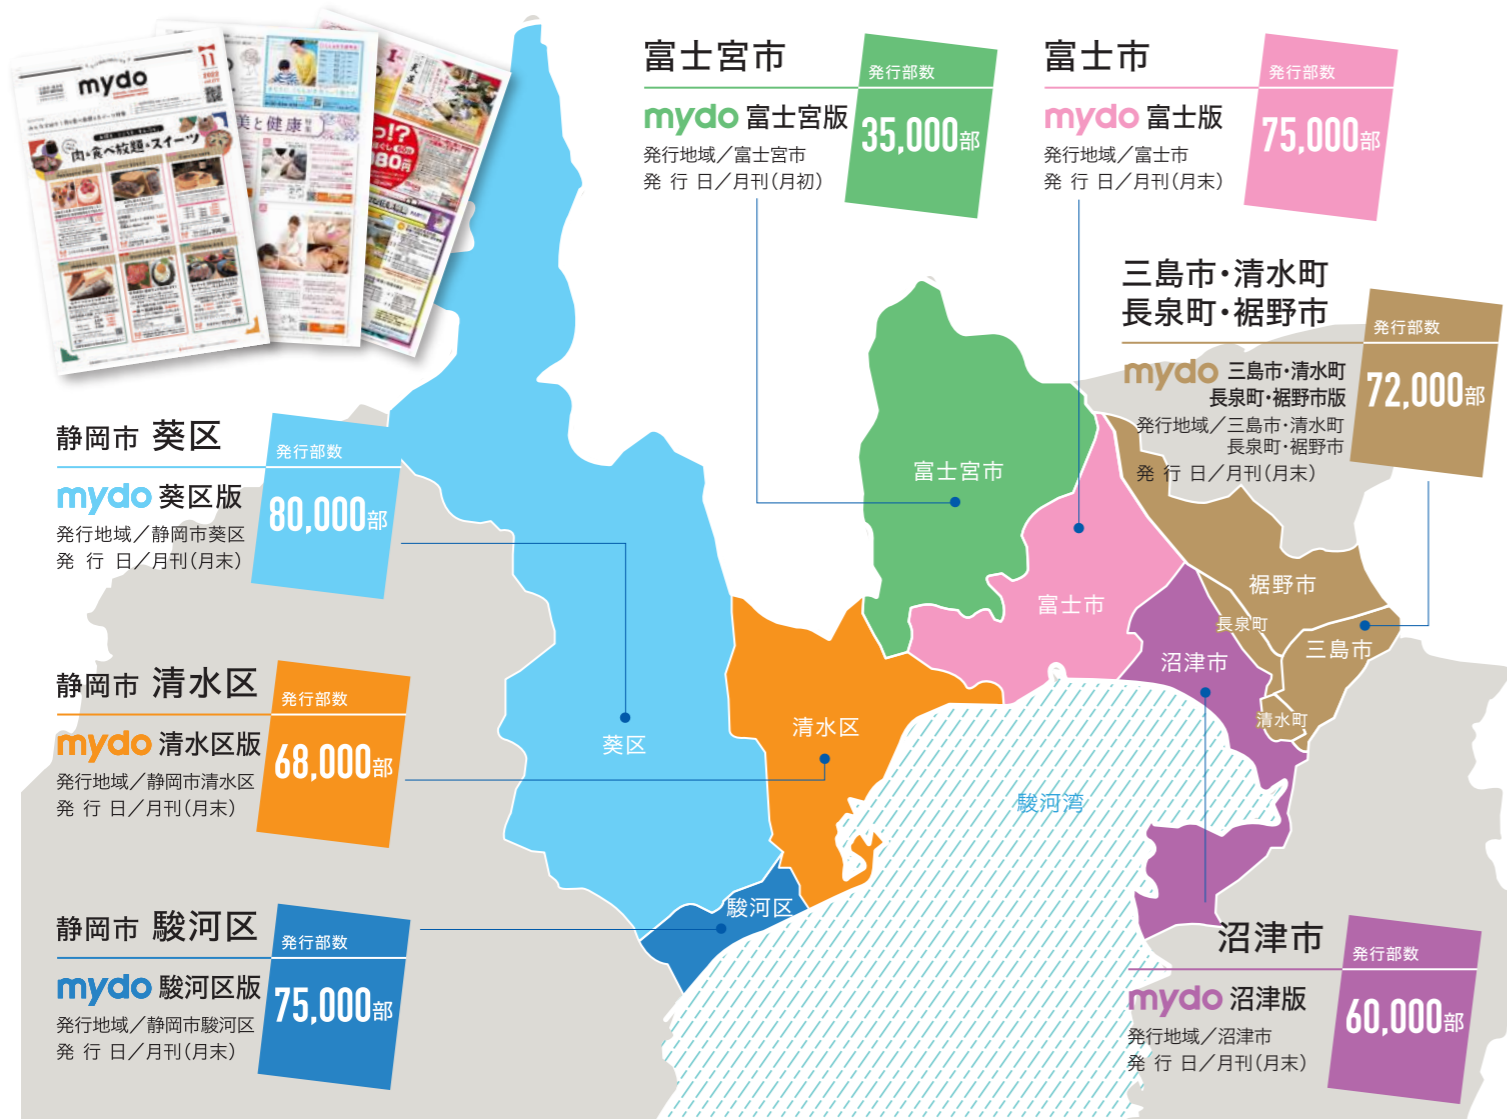 mydo
11
2022
肉&食べ放題&スイーツ
美と健康
富士宮市
発行部数
mydo 富士宮版
35,000部
発行地域／富士宮市
発 行 日／月刊(月初)
富士市
発行部数
mydo 富士版
75,000部
発行地域／富士市
発 行 日／月刊(月末)
三島市・清水町
長泉町・裾野市
発行部数
mydo 三島市・清水町
長泉町・裾野市版
72,000部
発行地域／三島市・清水町
長泉町・裾野市
発 行 日／月刊(月末)
静岡市 葵区
発行部数
mydo 葵区版
80,000部
発行地域／静岡市葵区
発 行 日／月刊(月末)
静岡市 清水区
発行部数
mydo 清水区版
68,000部
発行地域／静岡市清水区
発 行 日／月刊(月末)
静岡市 駿河区
発行部数
mydo 駿河区版
75,000部
発行地域／静岡市駿河区
発 行 日／月刊(月末)
沼津市
発行部数
mydo 沼津版
60,000部
発行地域／沼津市
発 行 日／月刊(月末)
富士宮市
富士市
裾野市
長泉町
三島市
沼津市
清水町
清水区
葵区
駿河湾
駿河区